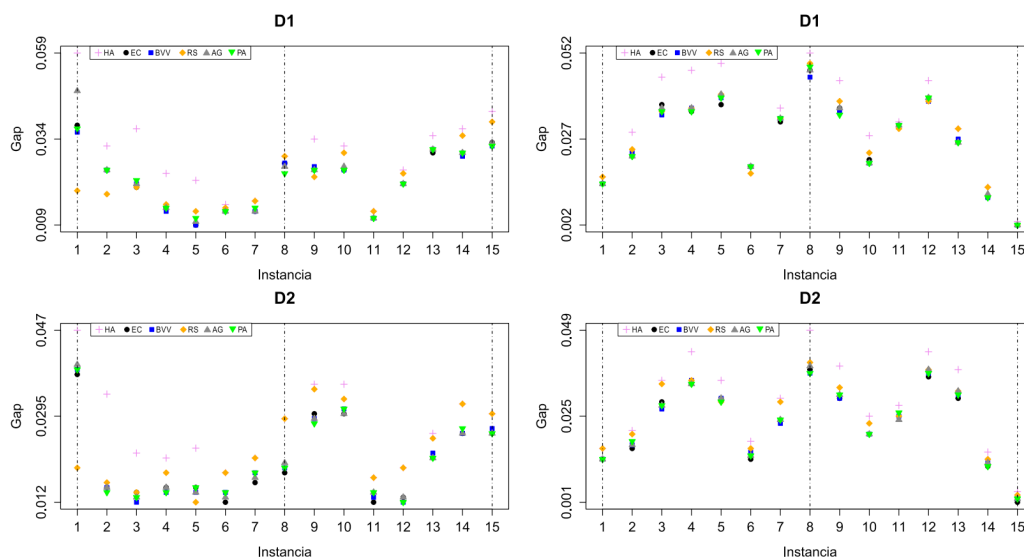 D1
Gap
0.059
0.034
0.009
HA EC BVV RS AG PA
1 2 3 4 5 6 7 8 9 10 11 12 13 14 15
Instancia
D1
Gap
0.052
0.027
0.002
HA EC BVV RS AG PA
1 2 3 4 5 6 7 8 9 10 11 12 13 14 15
Instancia
D2
Gap
0.047
0.0295
0.012
HA EC BVV RS AG PA
1 2 3 4 5 6 7 8 9 10 11 12 13 14 15
Instancia
D2
Gap
0.049
0.025
0.001
HA EC BVV RS AG PA
1 2 3 4 5 6 7 8 9 10 11 12 13 14 15
Instancia